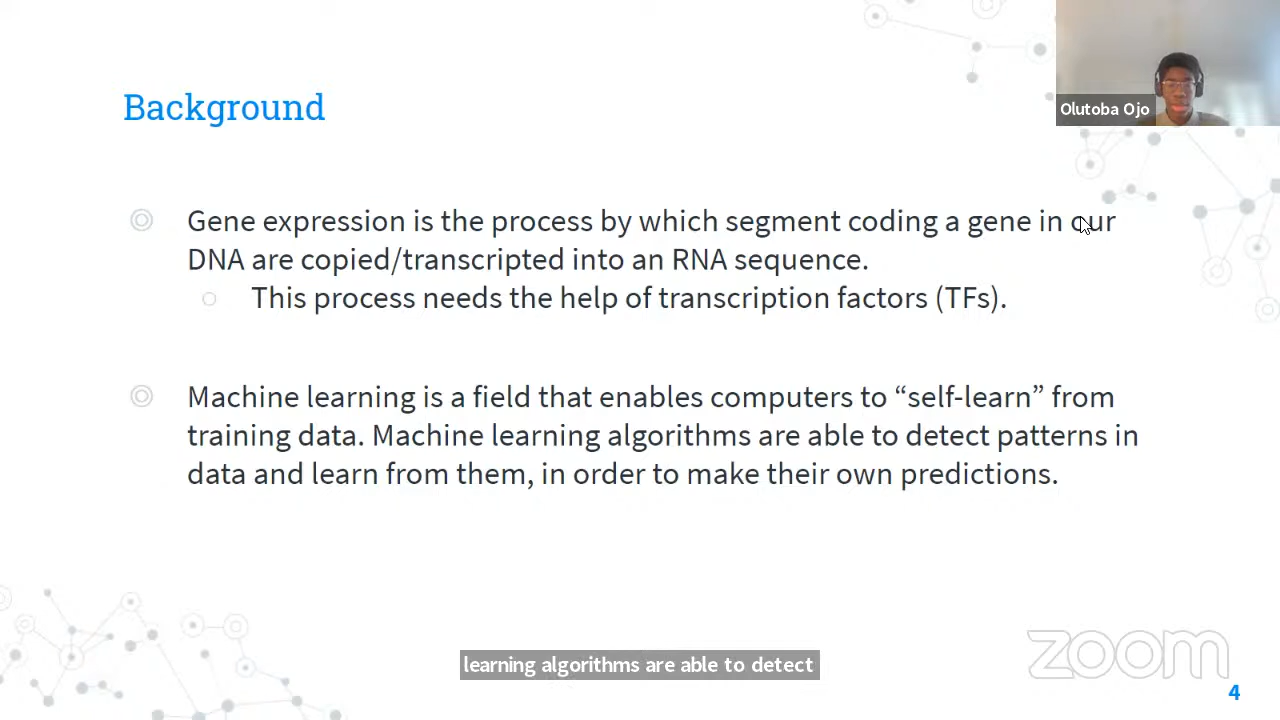 Background
Olutoba Ojo
Gene expression is the process by which segment coding a gene in our
DNA are copied/transcripted into an RNA sequence.
This process needs the help of transcription factors (TFs).
Machine learning is a field that enables computers to “self-learn” from
training data. Machine learning algorithms are able to detect patterns in
data and learn from them, in order to make their own predictions.
learning algorithms are able to detect
zoom
4